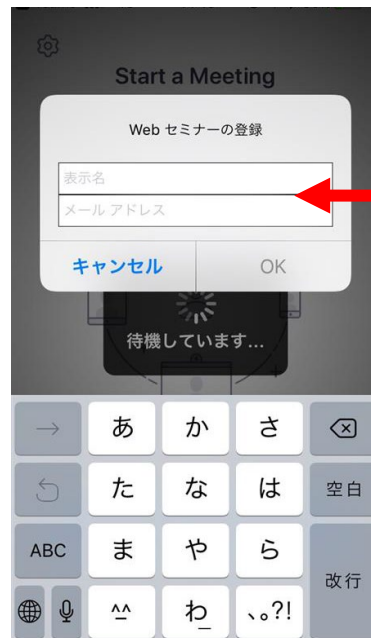 Start a Meeting
Web セミナーの登録
表示名
メール アドレス
キャンセル OK
待機しています...
→ あ か さ
た な は 空白
ABC ま や ら
改行
^^ わ_ 、。?!